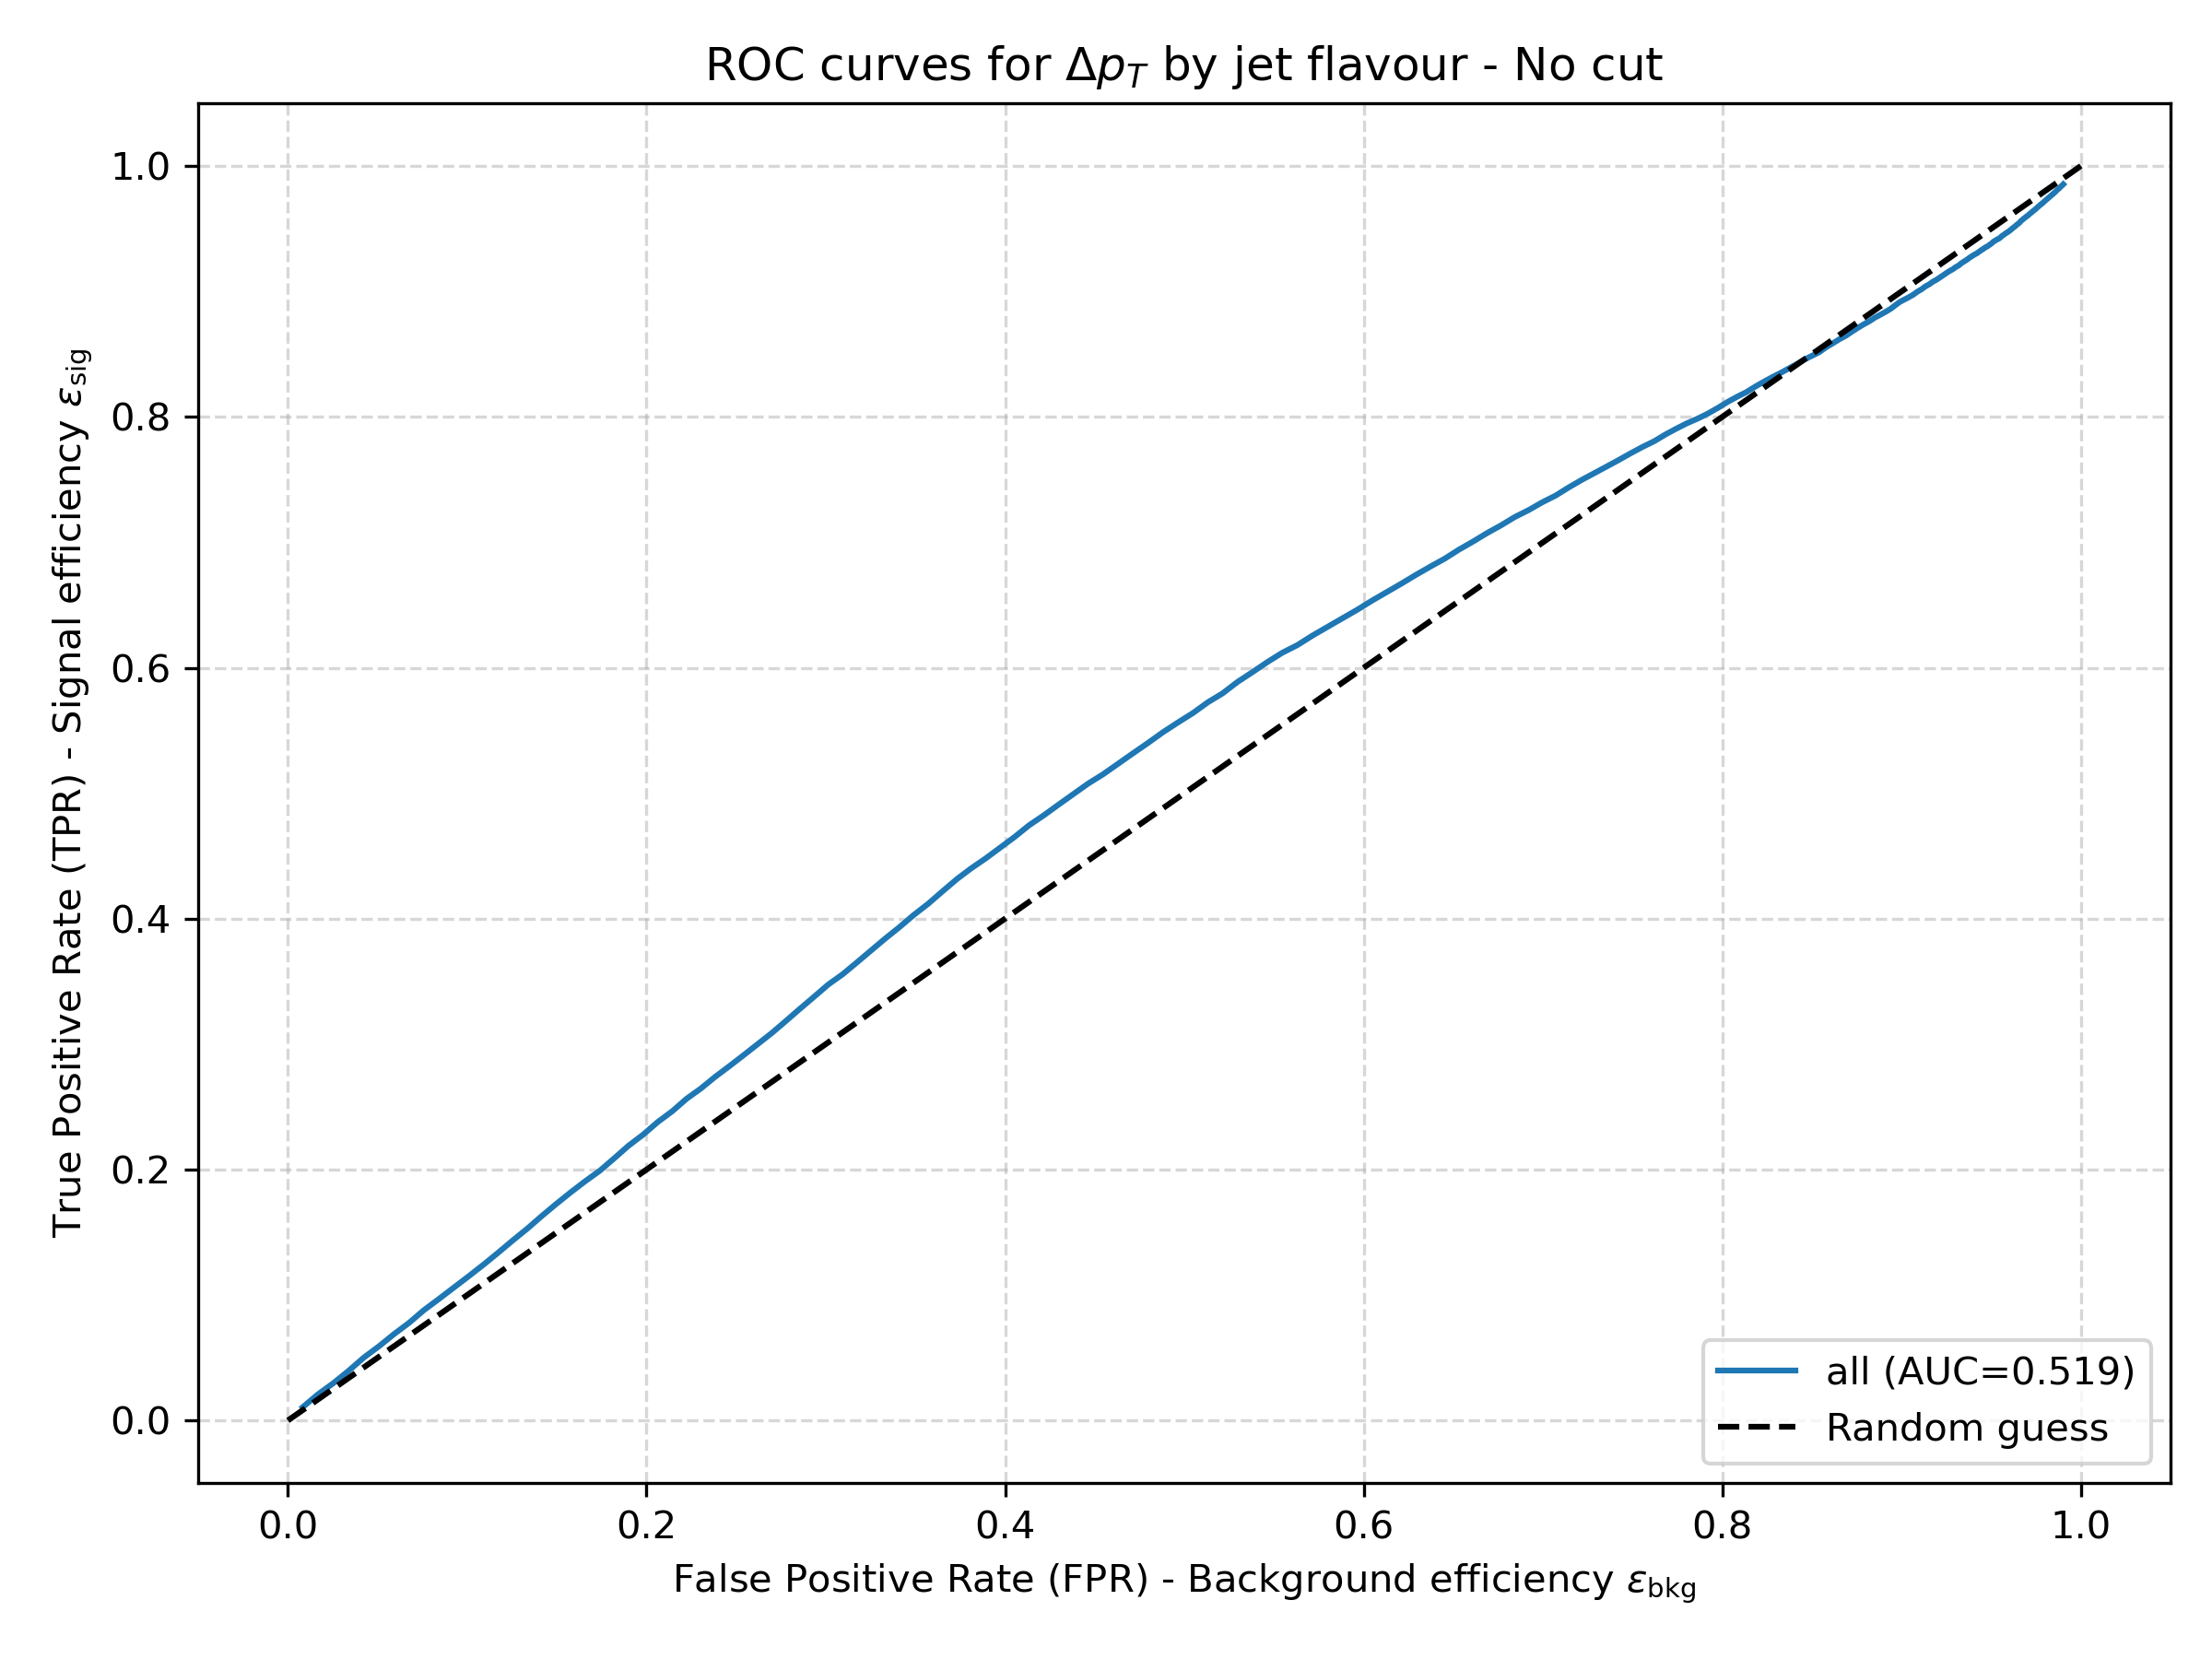 ROC curves for Δp_T by jet flavour - No cut
True Positive Rate (TPR) - Signal efficiency ε_sig
1.0
0.8
0.6
0.4
0.2
0.0
0.0 0.2 0.4 0.6 0.8 1.0
False Positive Rate (FPR) - Background efficiency ε_bkg
all (AUC=0.519)
Random guess